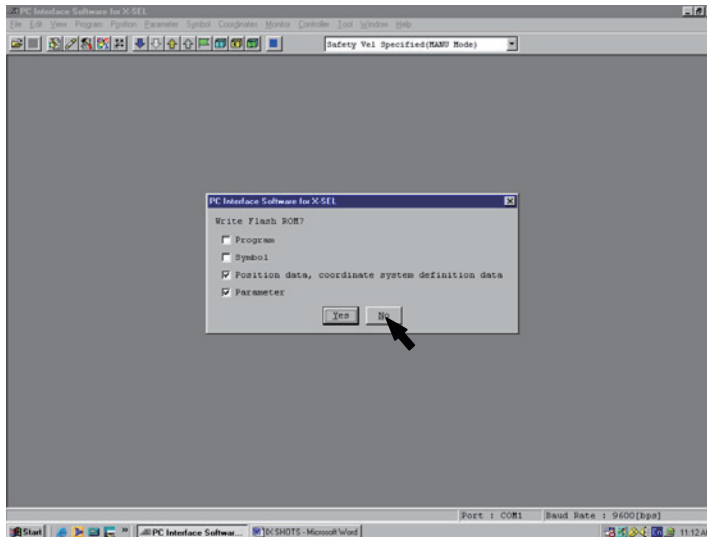 PC Interface Software for X-SEL
File Edit View Program Position Parameter Symbol Coordinates Monitor Controller Tool Window Help
Safety Vel Specified(MANU Mode)
PC Interface Software for X-SEL
Write Flash ROM?
Program
Symbol
Position data, coordinate system definition data
Parameter
Yes No
Port : COM1 Baud Rate : 9600[bps]
Start PC Interface Softwar... IX SHOTS - Microsoft Word 11:12 A